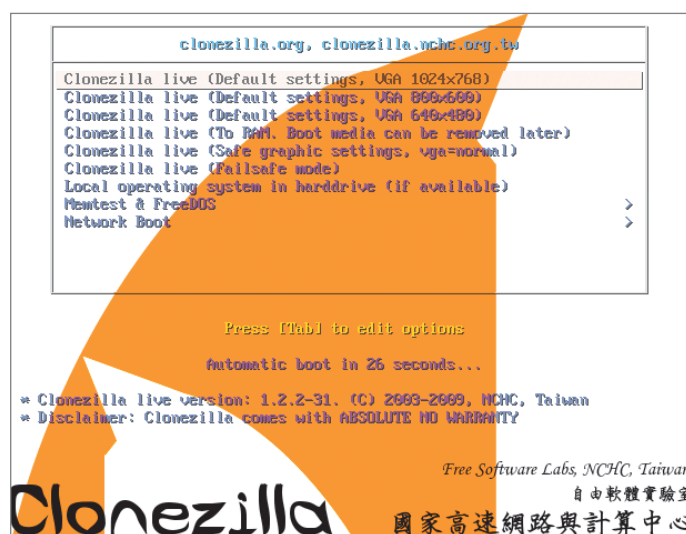 clonezilla.org, clonezilla.nchc.org.tw
Clonezilla live (Default settings, VGA 1024x768)
Clonezilla live (Default settings, VGA 800x600)
Clonezilla live (Default settings, VGA 640x480)
Clonezilla live (To RAM. Boot media can be removed later)
Clonezilla live (Safe graphic settings, vga=normal)
Clonezilla live (Failsafe mode)
Local operating system in harddrive (if available)
Memtest & FreeDOS >
Network Boot >
Press [Tab] to edit options
Automatic boot in 26 seconds...
* Clonezilla live version: 1.2.2-31. (C) 2003-2009, NCHC, Taiwan
* Disclaimer: Clonezilla comes with ABSOLUTE NO WARRANTY
Free Software Labs, NCHC, Taiwan
自由軟體實驗室
Clonezilla
國家高速網路與計算中心